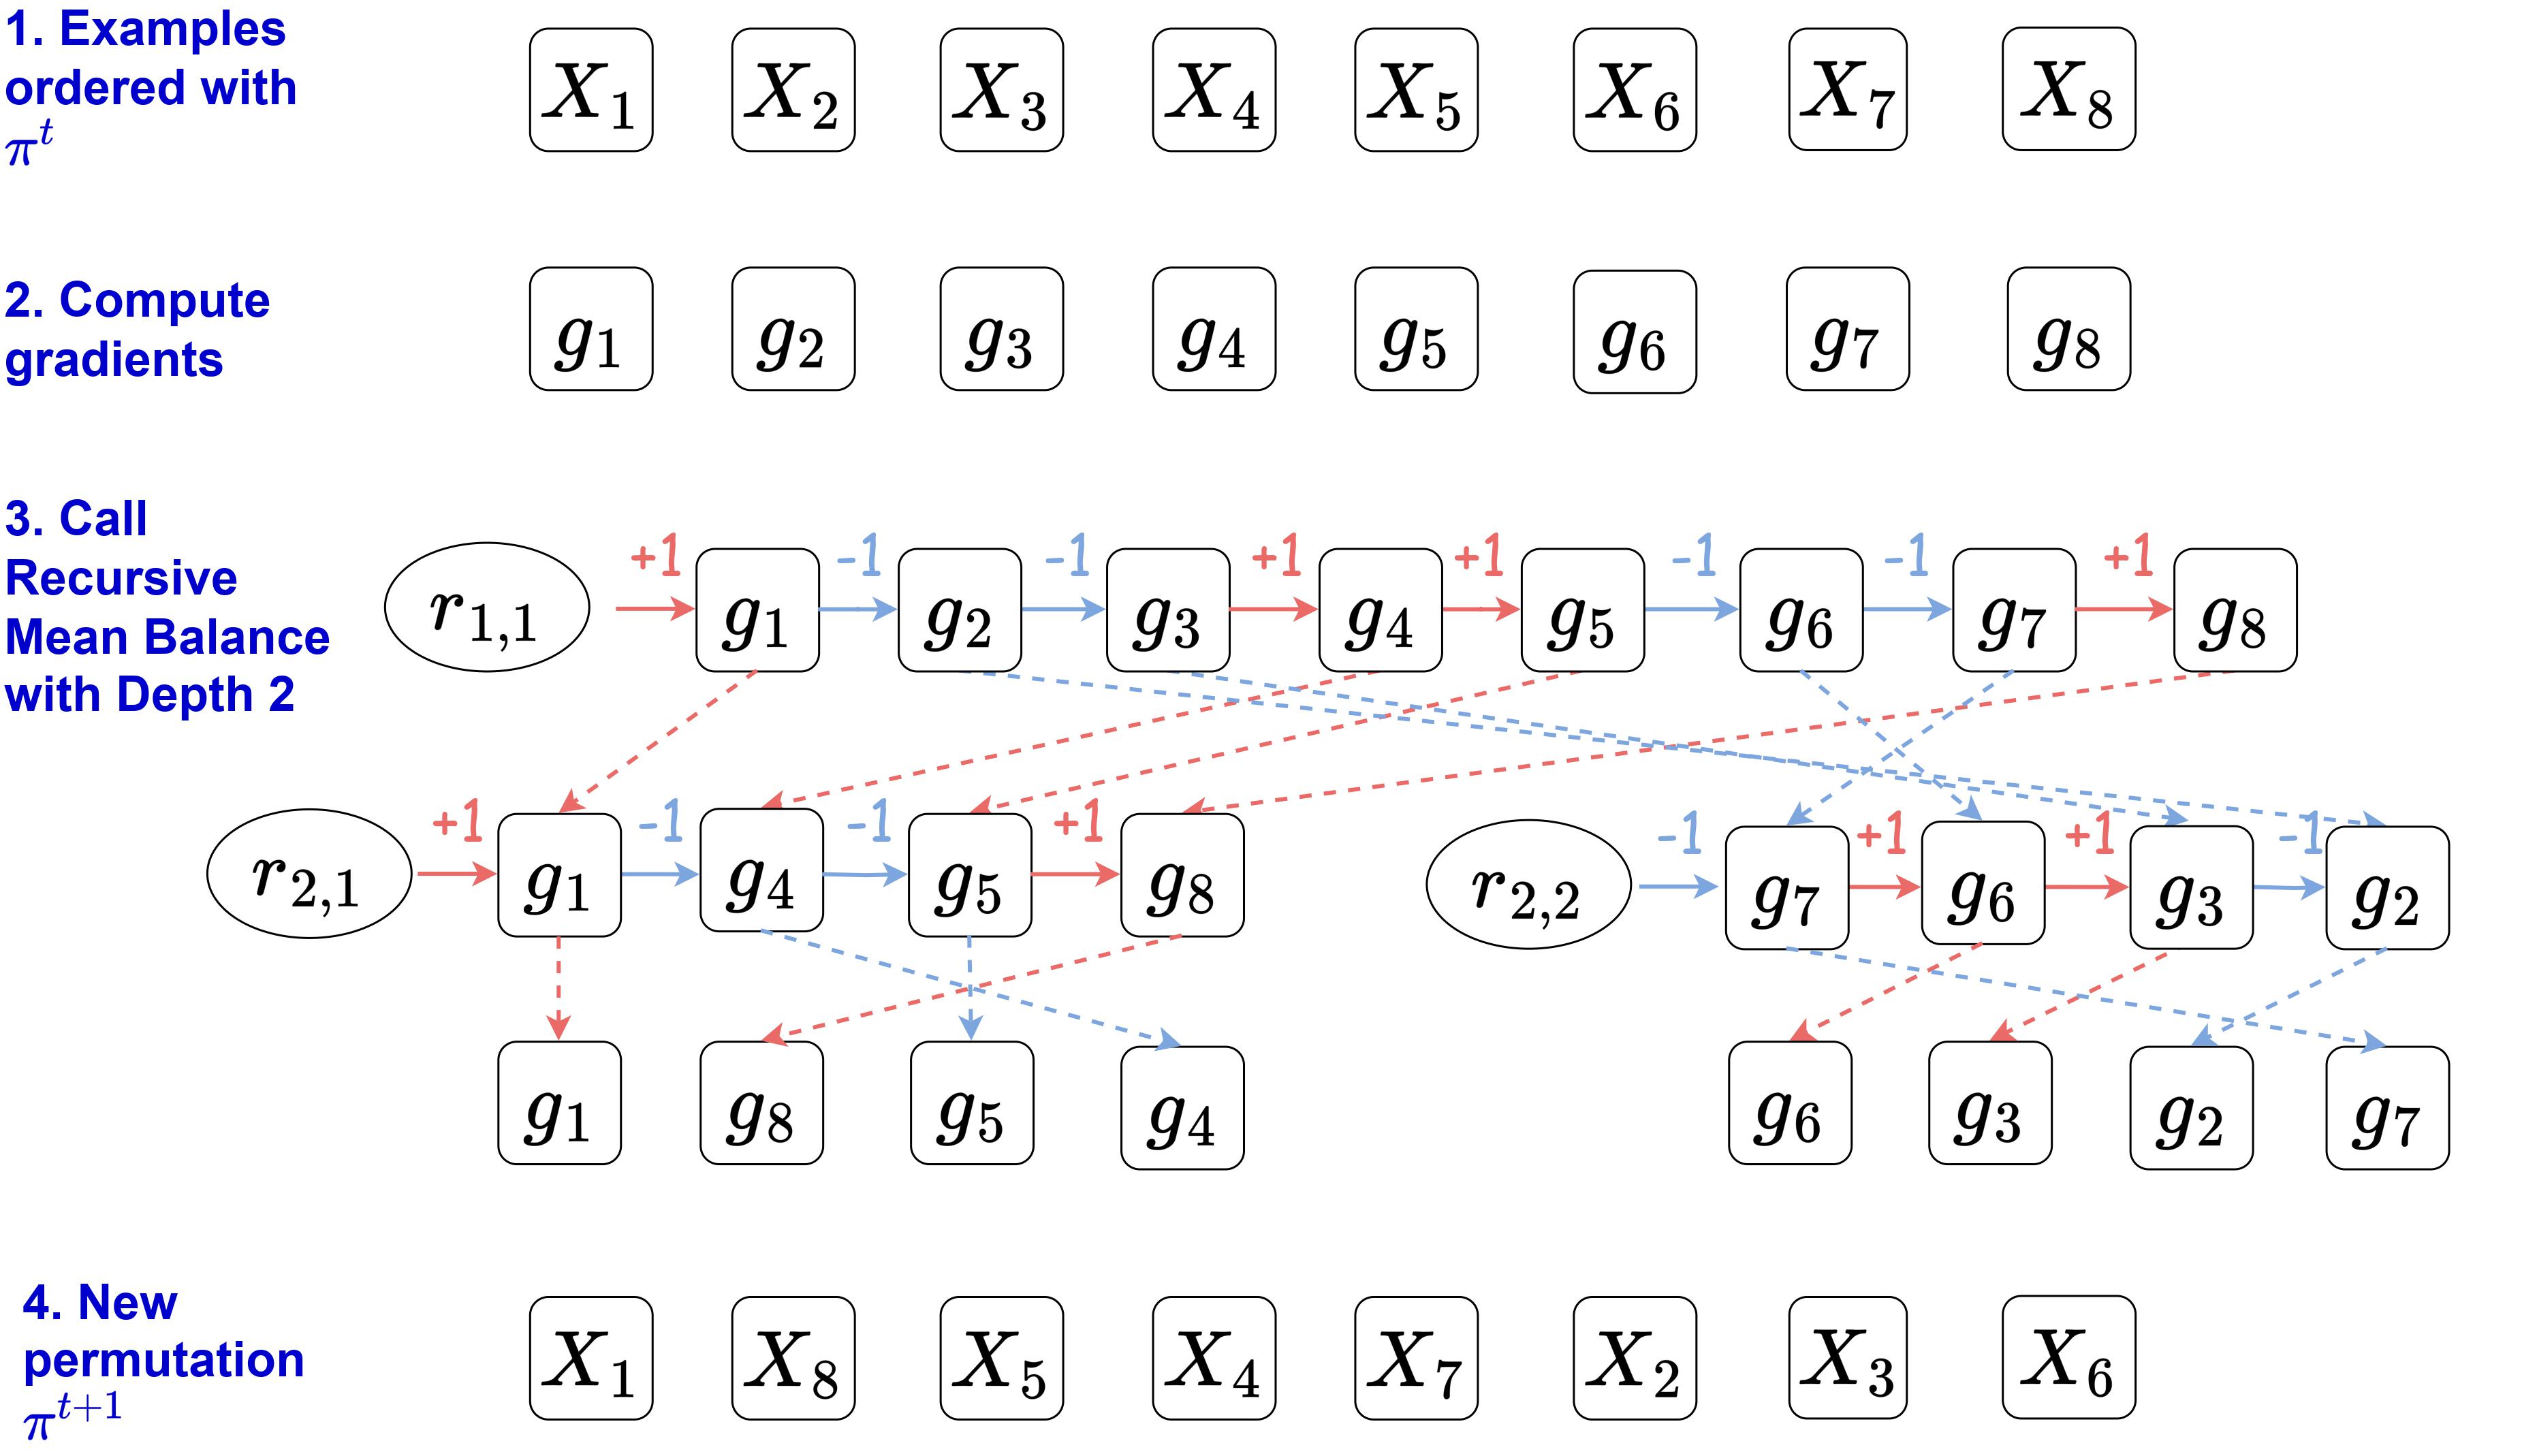 1. Examples
ordered with
π^t
X_1 X_2 X_3 X_4 X_5 X_6 X_7 X_8
2. Compute
gradients
g_1 g_2 g_3 g_4 g_5 g_6 g_7 g_8
3. Call
Recursive
Mean Balance
with Depth 2
+1 -1 -1 +1 +1 -1 -1 +1
r_{1,1} g_1 g_2 g_3 g_4 g_5 g_6 g_7 g_8
+1 -1 -1 +1 -1 +1 +1 -1
r_{2,1} g_1 g_4 g_5 g_8 r_{2,2} g_7 g_6 g_3 g_2
g_1 g_8 g_5 g_4 g_6 g_3 g_2 g_7
4. New
permutation
π^{t+1}
X_1 X_8 X_5 X_4 X_7 X_2 X_3 X_6